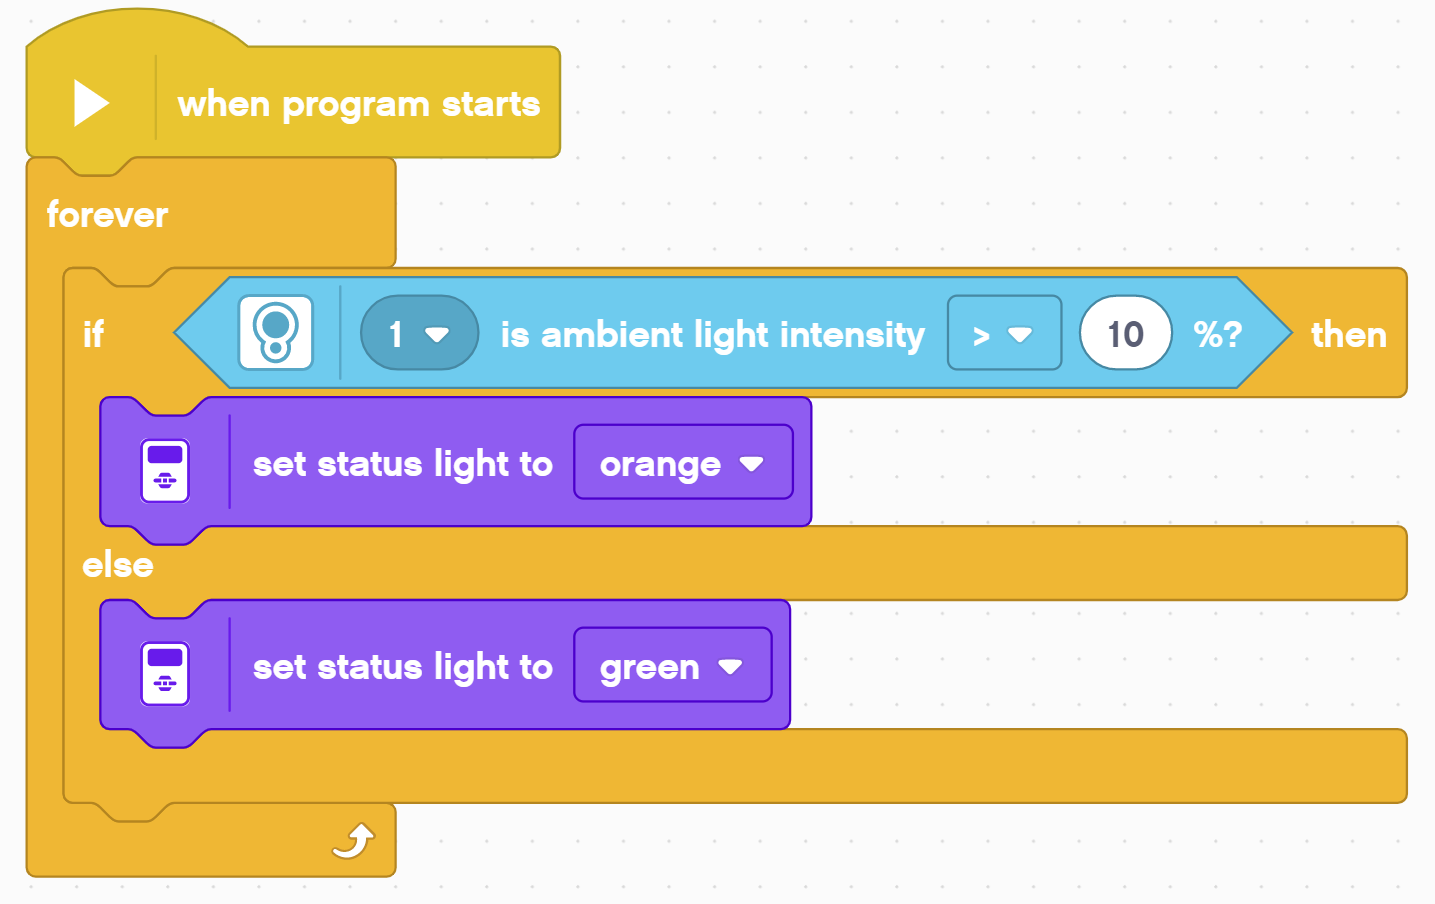 when program starts
forever
if 1 is ambient light intensity > 10 %? then
set status light to orange
else
set status light to green